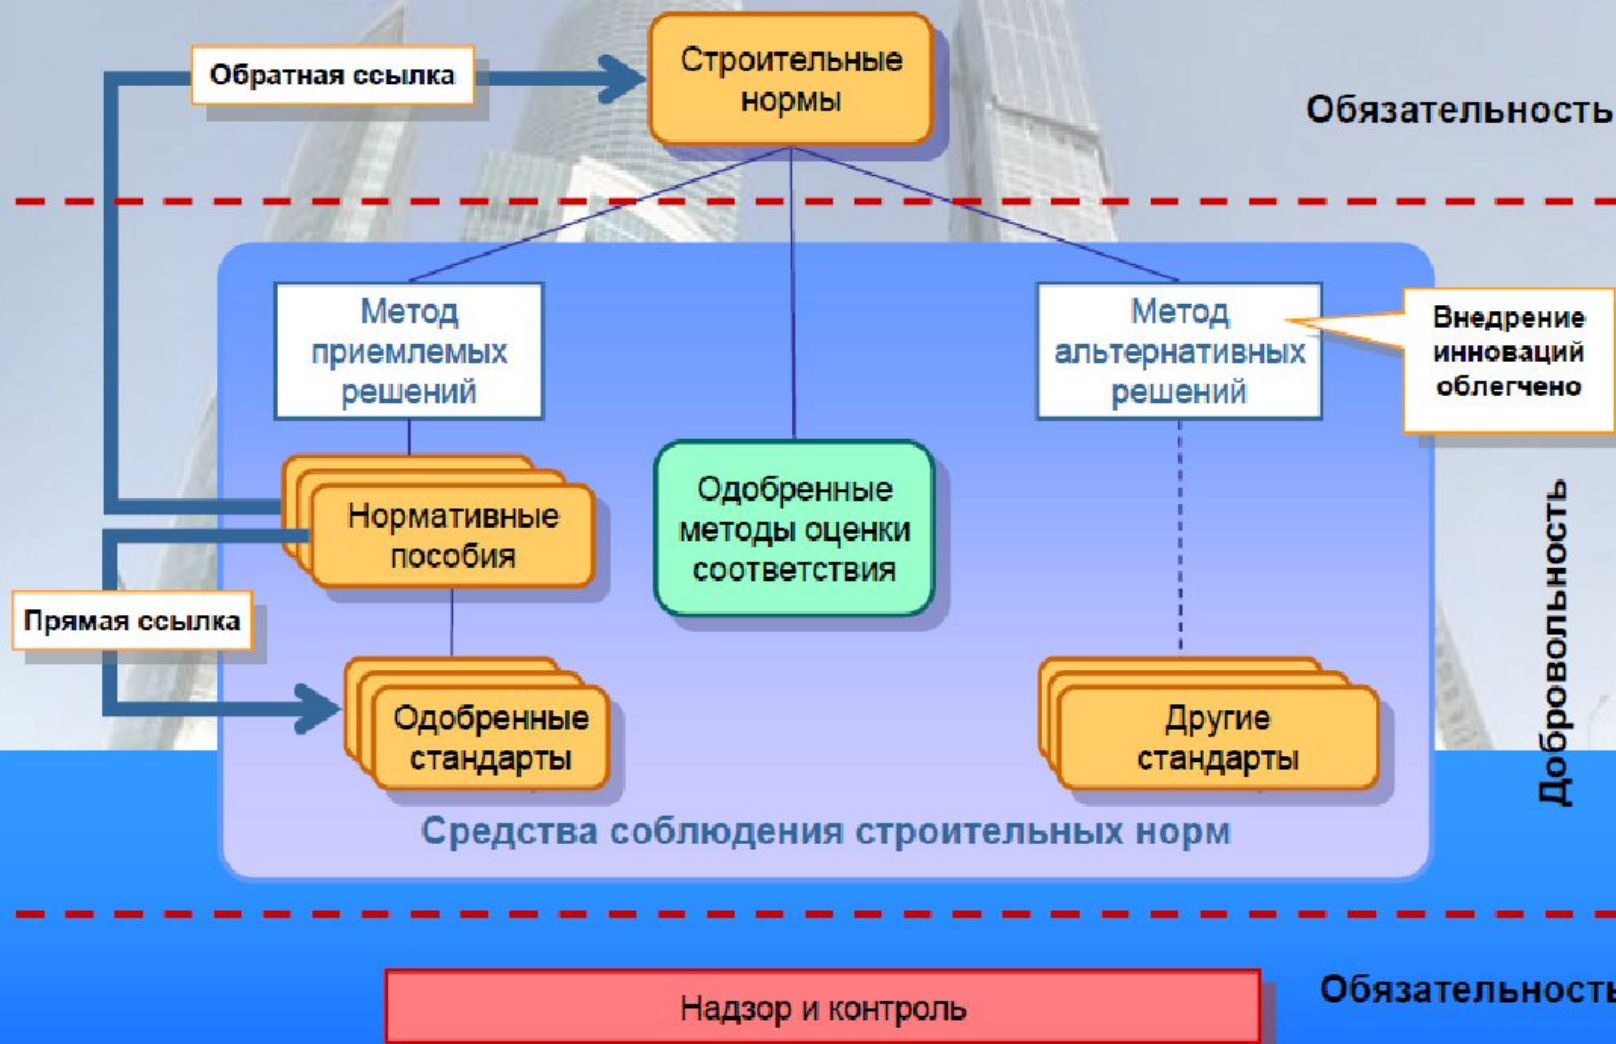 Обратная ссылка
Строительные
нормы
Обязательность
Метод
приемлемых
решений
Метод
альтернативных
решений
Внедрение
инноваций
облегчено
Нормативные
пособия
Одобренные
методы оценки
соответствия
Добровольность
Прямая ссылка
Одобренные
стандарты
Другие
стандарты
Средства соблюдения строительных норм
Надзор и контроль
Обязательность